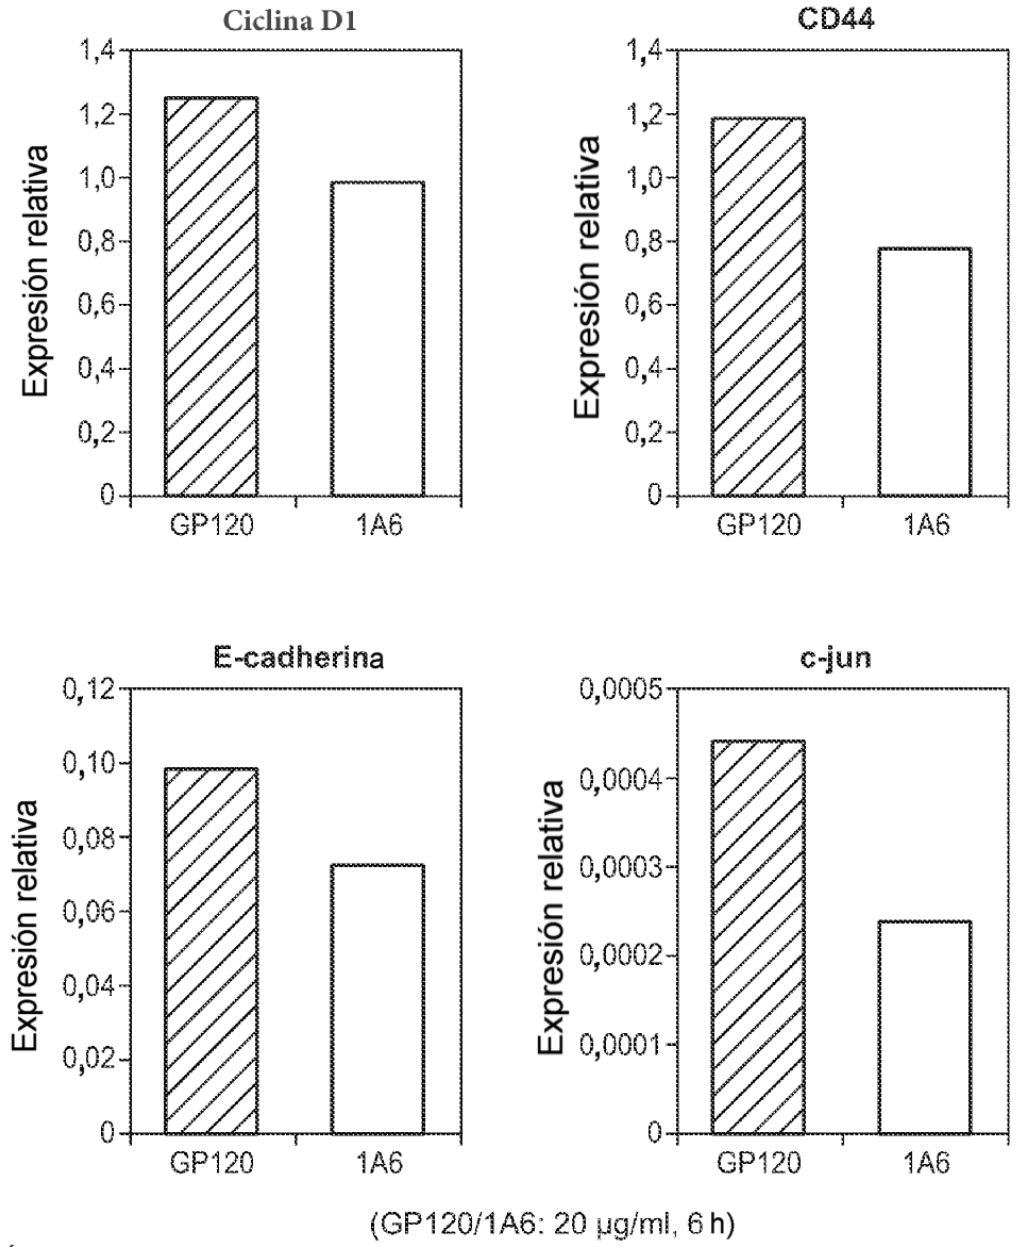 Ciclina D1
1,4
1,2
1,0
0,8
0,6
0,4
0,2
0
Expresión relativa
GP120 1A6
CD44
1,4
1,2
1,0
0,8
0,6
0,4
0,2
0
Expresión relativa
GP120 1A6
E-cadherina
0,12
0,10
0,08
0,06
0,04
0,02
0
Expresión relativa
GP120 1A6
c-jun
0,0005
0,0004
0,0003
0,0002
0,0001
0
Expresión relativa
GP120 1A6
(GP120/1A6: 20 µg/ml, 6 h)